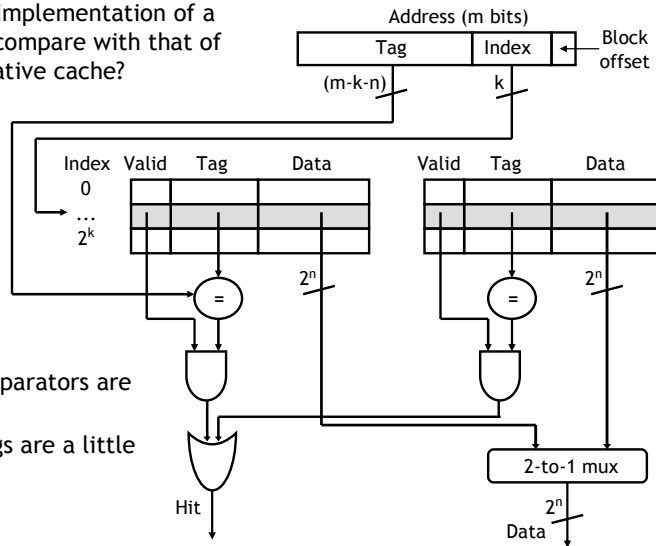 implementation of a
compare with that of
ative cache?
Address (m bits)
Tag Index
Block
offset
(m-k-n) k
Index Valid Tag Data
Valid Tag Data
0
...
2^k
2^n
2^n
=
=
parators are
gs are a little
2-to-1 mux
Hit
2^n
Data